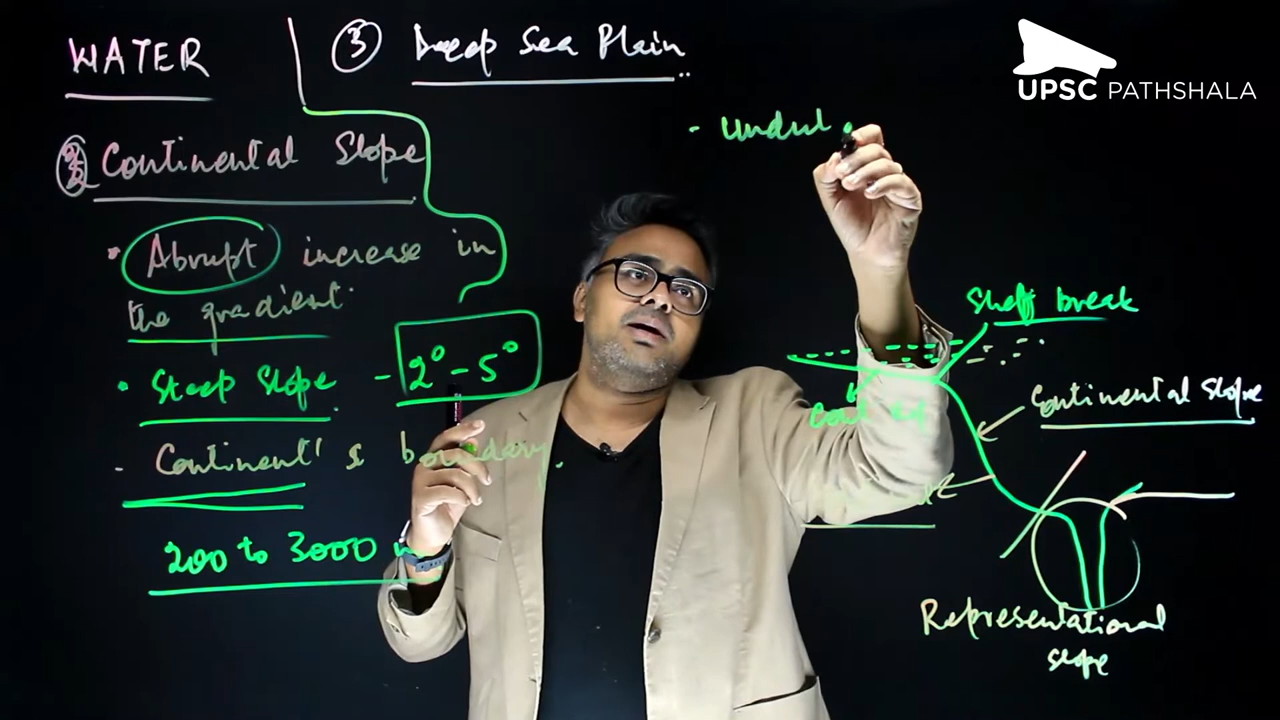 WATER
③ Deep Sea Plain
UPSC PATHSHALA
- undul
② Continental Slope
• Abrupt increase in
the gradient.
• Steep Slope - 2° - 5°
- Continent's boundary.
200 to 3000 m
Shelf break
Continental Slope
Representational
slope